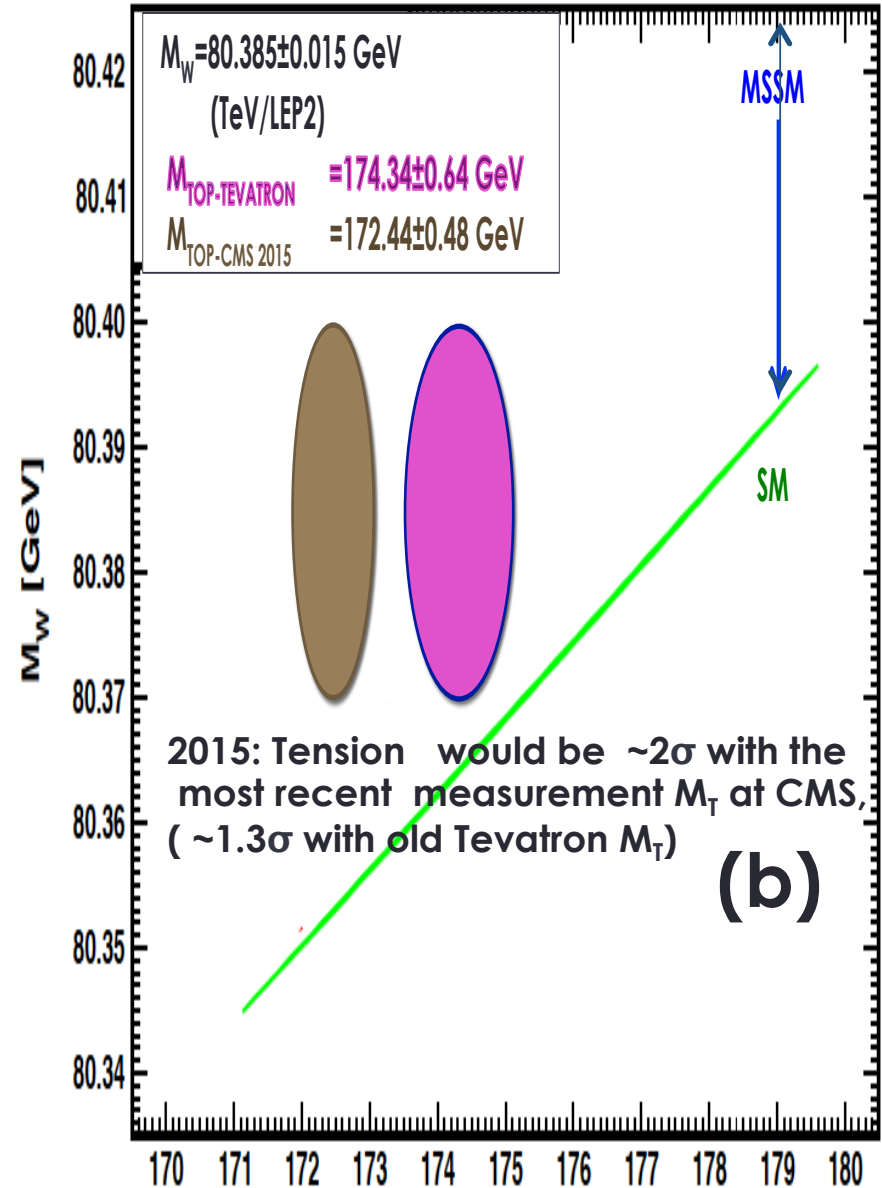 M_W=80.385±0.015 GeV
(TeV/LEP2)
M_TOP-TEVATRON =174.34±0.64 GeV
M_TOP-CMS 2015 =172.44±0.48 GeV
MSSM
SM
80.42
80.41
80.40
80.39
80.38
80.37
80.36
80.35
80.34
M_W [GeV]
2015: Tension would be ~2σ with the
most recent measurement M_T at CMS,
( ~1.3σ with old Tevatron M_T)
(b)
170 171 172 173 174 175 176 177 178 179 180